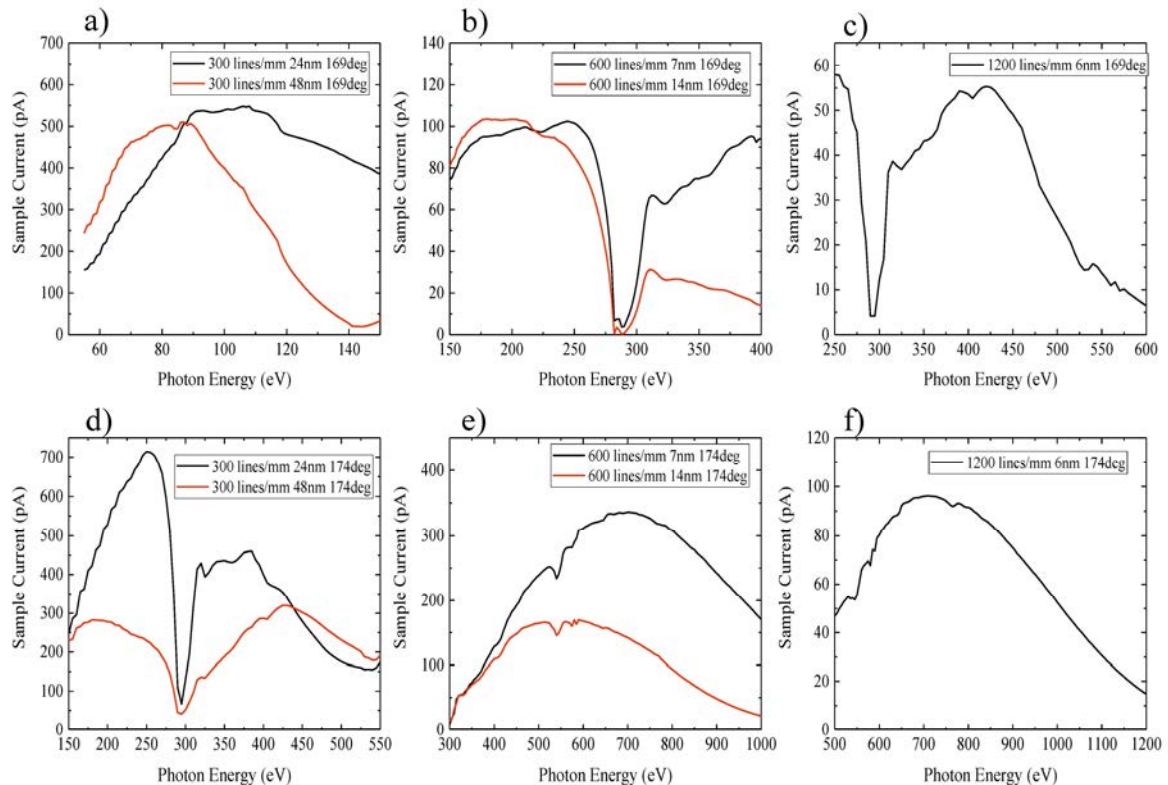 a)
700
600
500
400
300
200
100
0
Sample Current (pA)
300 lines/mm 24nm 169deg
300 lines/mm 48nm 169deg
60 80 100 120 140
Photon Energy (eV)
b)
140
120
100
80
60
40
20
0
Sample Current (pA)
600 lines/mm 7nm 169deg
600 lines/mm 14nm 169deg
150 200 250 300 350 400
Photon Energy (eV)
c)
60
50
40
30
20
10
0
Sample Current (pA)
1200 lines/mm 6nm 169deg
250 300 350 400 450 500 550 600
Photon Energy (eV)
d)
700
600
500
400
300
200
100
0
Sample Current (pA)
300 lines/mm 24nm 174deg
300 lines/mm 48nm 174deg
150 200 250 300 350 400 450 500 550
Photon Energy (eV)
e)
400
300
200
100
0
Sample Current (pA)
600 lines/mm 7nm 174deg
600 lines/mm 14nm 174deg
300 400 500 600 700 800 900 1000
Photon Energy (eV)
f)
120
100
80
60
40
20
0
Sample Current (pA)
1200 lines/mm 6nm 174deg
500 600 700 800 900 1000 1100 1200
Photon Energy (eV)